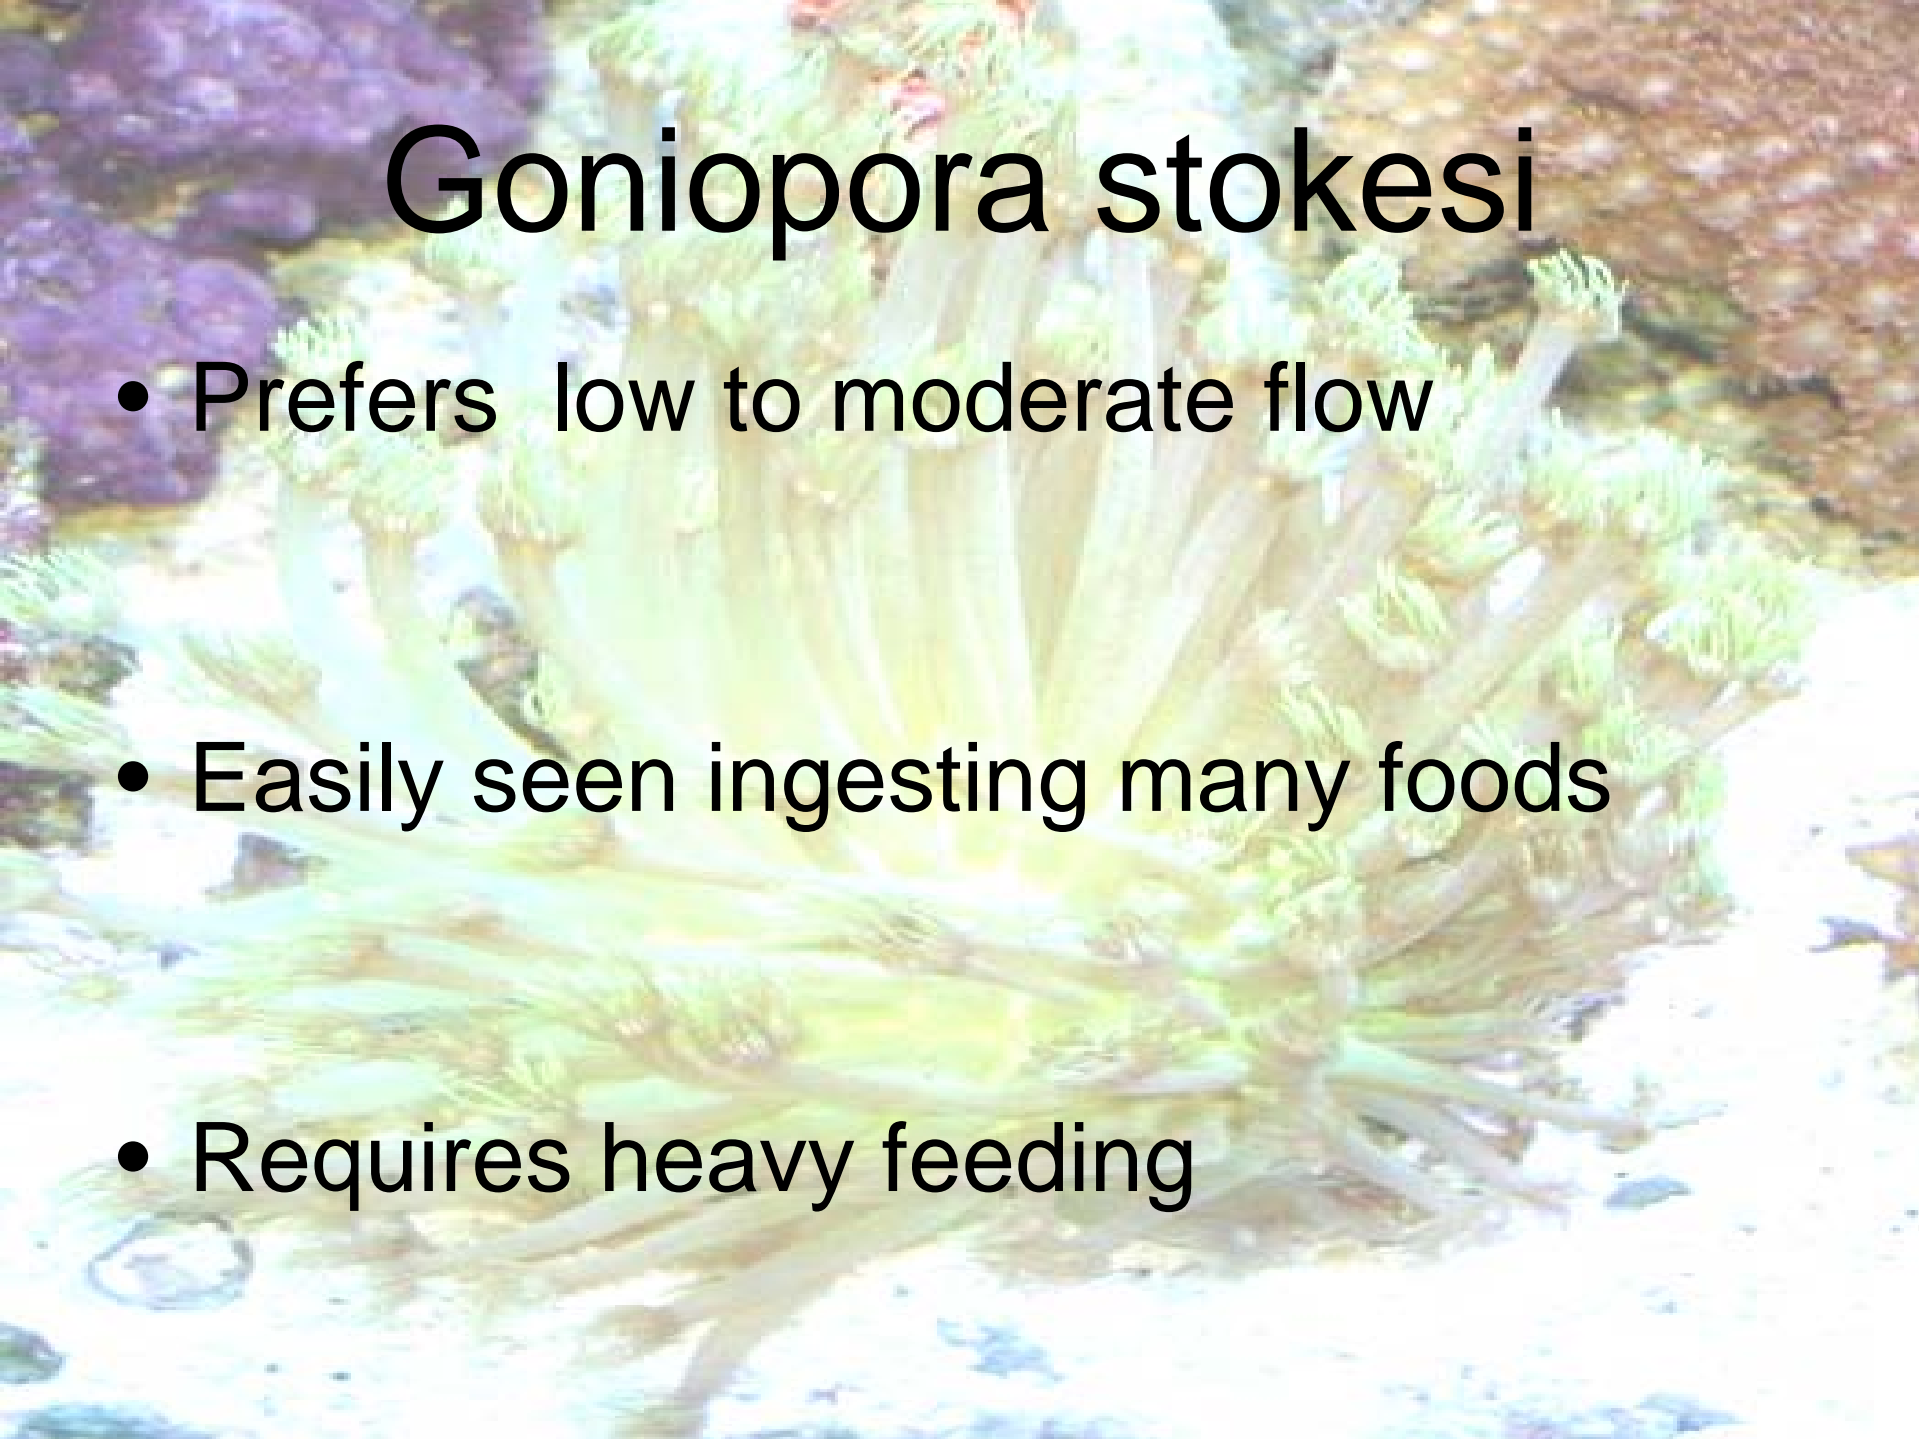 Goniopora stokesi
• Prefers  low to moderate flow
• Easily seen ingesting many foods
• Requires heavy feeding